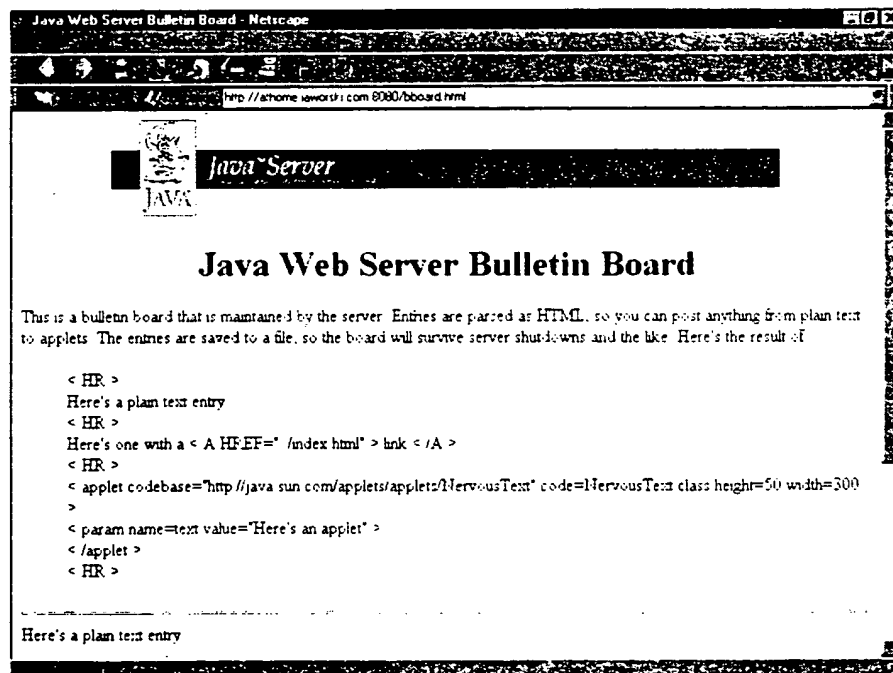 Java Web Server Bulletin Board - Netscape
http://athome.jaworski.com:8080/bboard.html
Java™Server
JAVA
Java Web Server Bulletin Board
This is a bulletin board that is maintained by the server. Entries are parsed as HTML, so you can post anything from plain text
to applets. The entries are saved to a file, so the board will survive server shutdowns and the like. Here's the result of
< HR >
Here's a plain text entry
< HR >
Here's one with a < A HREF="/index.html" > link < /A >
< HR >
< applet codebase="http://java.sun.com/applets/applets/NervousText" code=NervousText.class height=50 width=300
>
< param name=text value="Here's an applet" >
< /applet >
< HR >
Here's a plain text entry